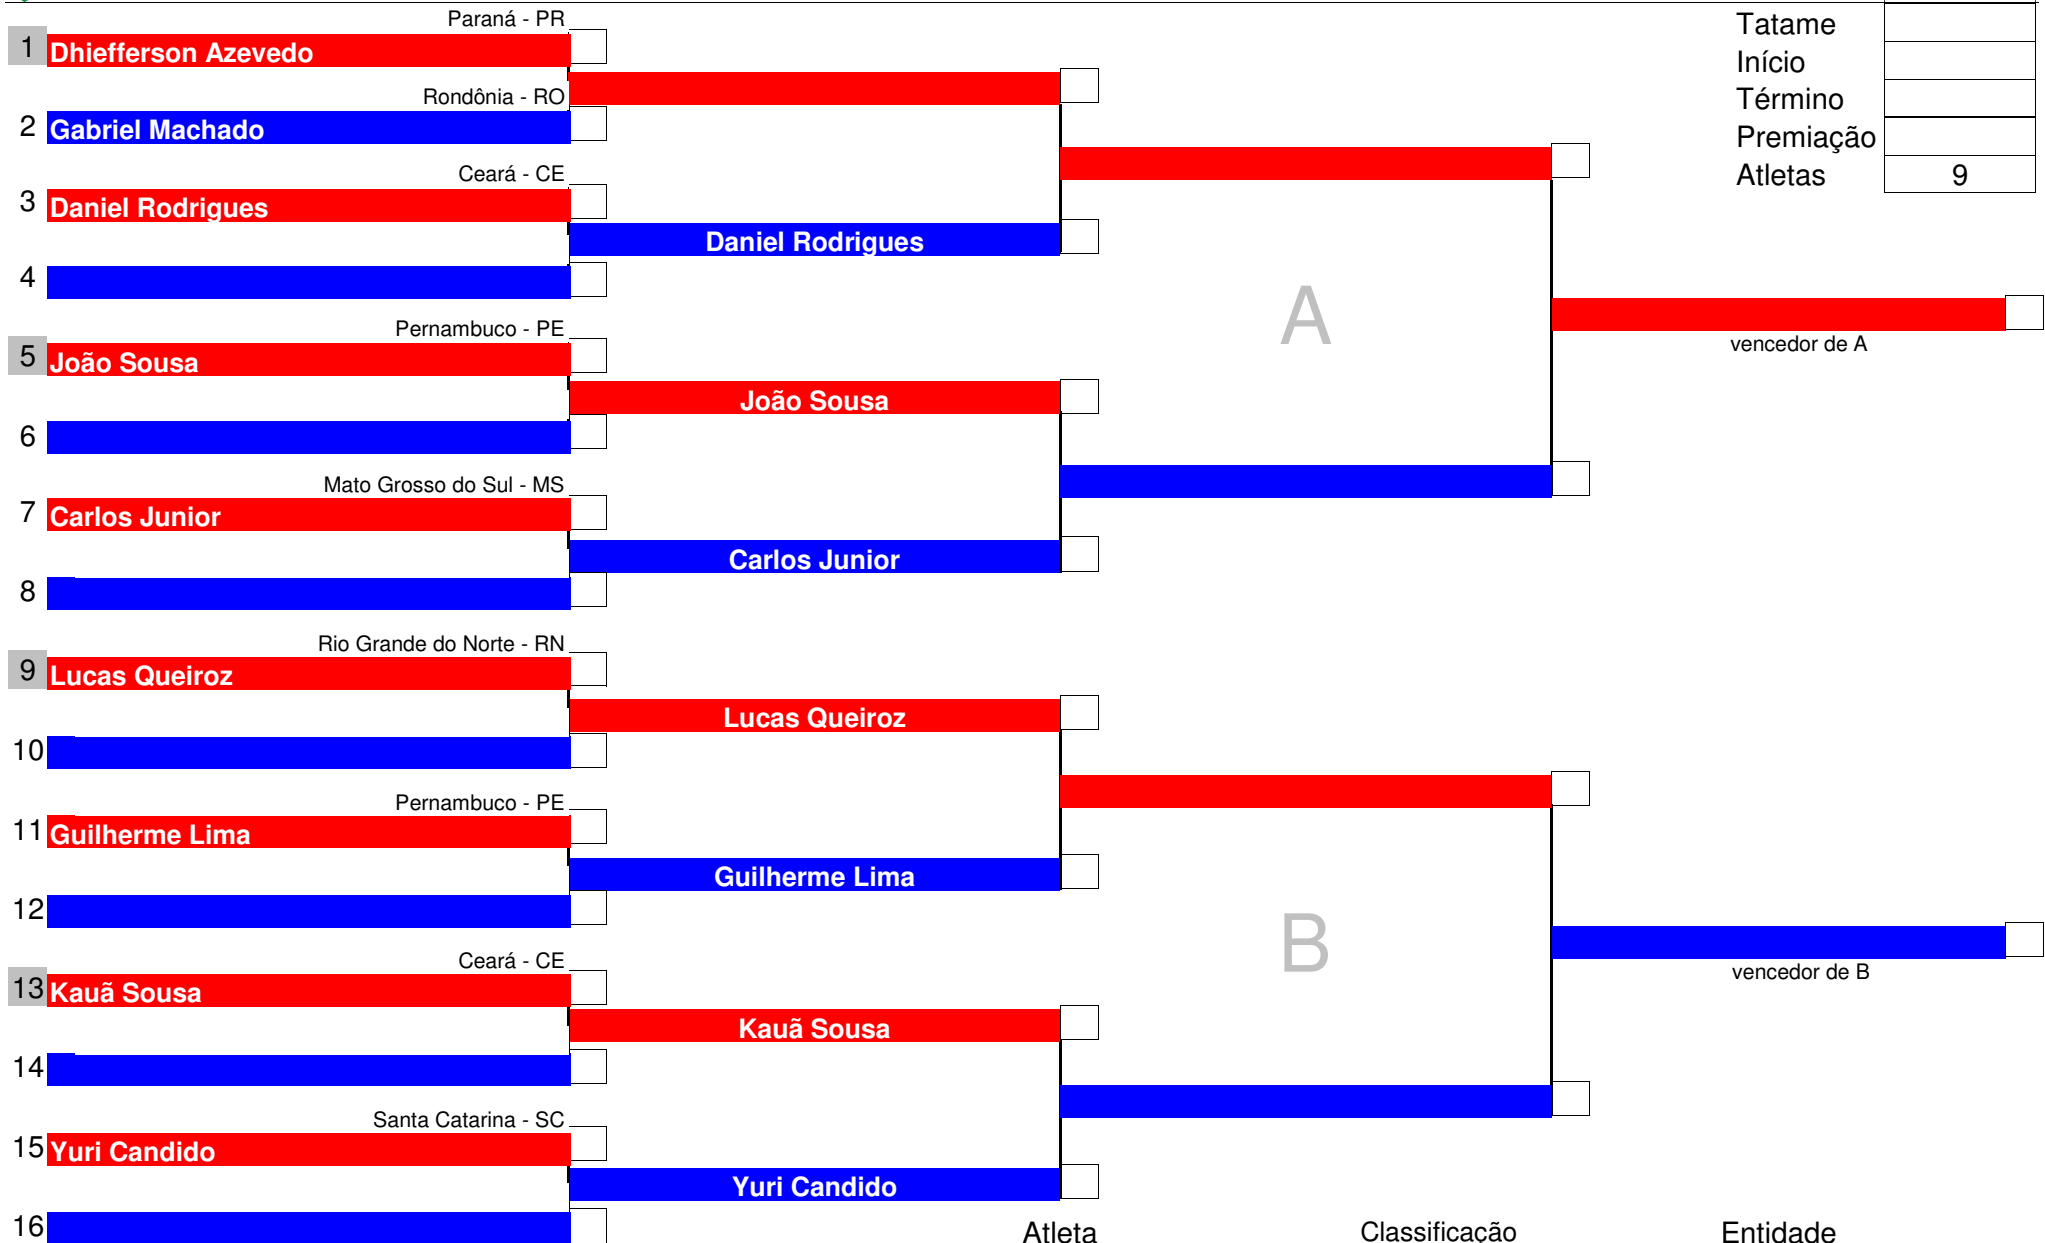 Tatame
Início
Término
Premiação
Atletas 9
Paraná - PR
1 Dhiefferson Azevedo
Rondônia - RO
2 Gabriel Machado
Ceará - CE
3 Daniel Rodrigues
Daniel Rodrigues
4
A
vencedor de A
Pernambuco - PE
5 João Sousa
João Sousa
6
Mato Grosso do Sul - MS
7 Carlos Junior
Carlos Junior
8
Rio Grande do Norte - RN
9 Lucas Queiroz
Lucas Queiroz
10
Pernambuco - PE
11 Guilherme Lima
Guilherme Lima
12
B
vencedor de B
Ceará - CE
13 Kauã Sousa
Kauã Sousa
14
Santa Catarina - SC
15 Yuri Candido
Yuri Candido
16
Atleta Classificação Entidade